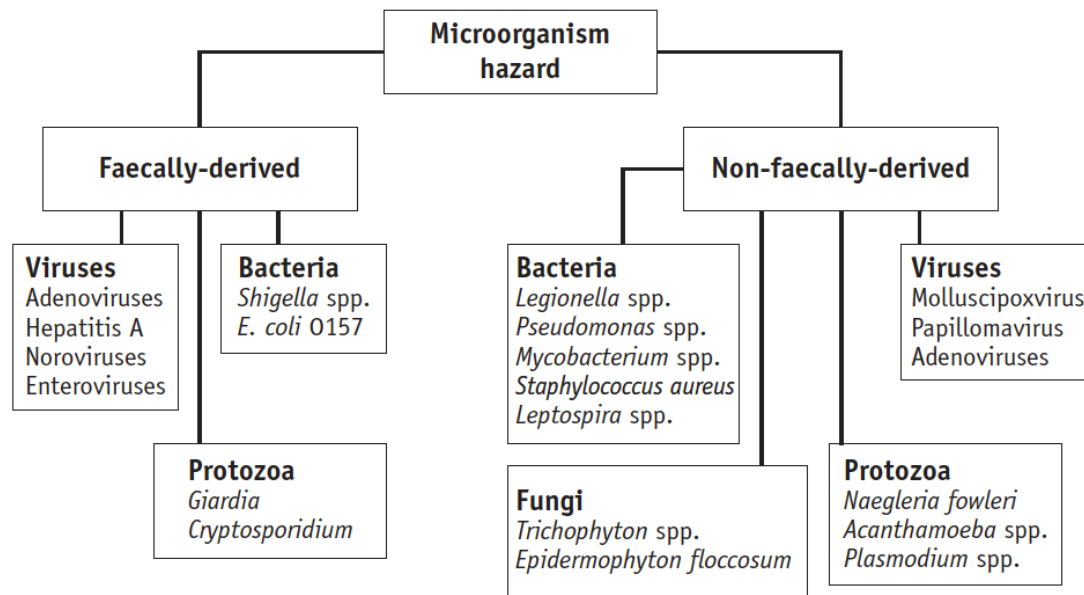 Microorganism
hazard
Faecally-derived
Non-faecally-derived
Viruses
Adenoviruses
Hepatitis A
Noroviruses
Enteroviruses
Bacteria
Shigella spp.
E. coli O157
Protozoa
Giardia
Cryptosporidium
Bacteria
Legionella spp.
Pseudomonas spp.
Mycobacterium spp.
Staphylococcus aureus
Leptospira spp.
Fungi
Trichophyton spp.
Epidermophyton floccosum
Protozoa
Naegleria fowleri
Acanthamoeba spp.
Plasmodium spp.
Viruses
Molluscipoxvirus
Papillomavirus
Adenoviruses